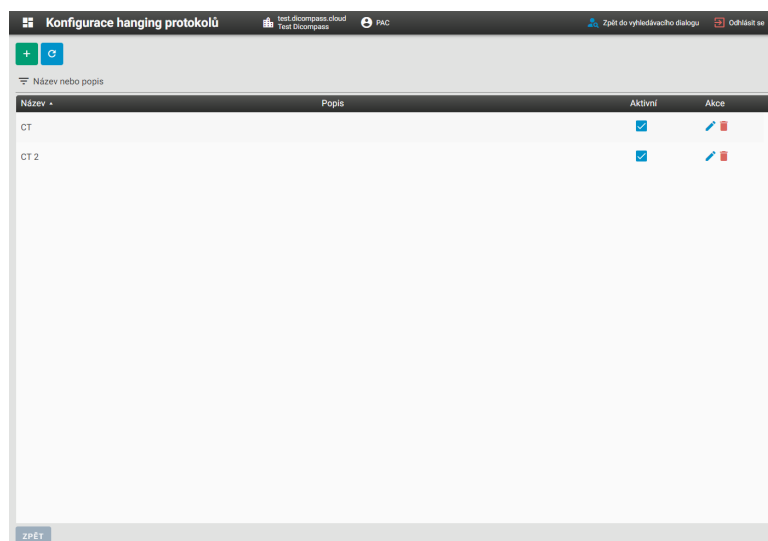 Konfigurace hanging protokolů
test.dicompass.cloud
Test Dicompass
PAC
Zpět do vyhledávacího dialogu
Odhlásit se
Název nebo popis
Název Popis Aktivní Akce
CT
CT 2
ZPĚT